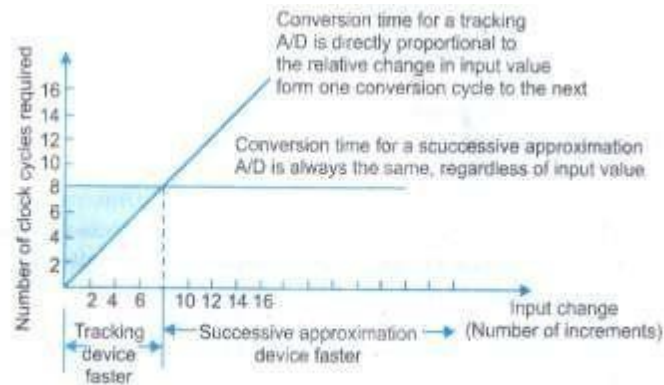 Conversion time for a tracking
A/D is directly proportional to
the relative change in input value
form one conversion cycle to the next
Conversion time for a scuccessive approximation
A/D is always the same, regardless of input value
Number of clock cycles required
16
14
12
10
8
6
4
2
2 4 6 10 12 14 16
Input change
(Number of increments)
Tracking
device
faster
Successive approximation
device faster